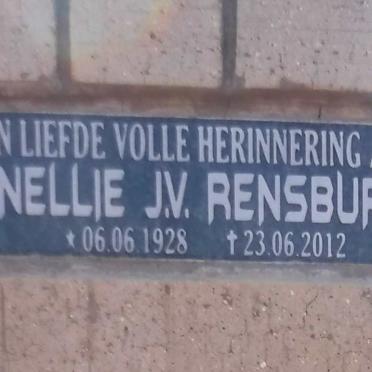 N LIEFDE VOLLE HERINNERING A
NELLIE J.V. RENSBUR
* 06.06.1928 † 23.06.2012